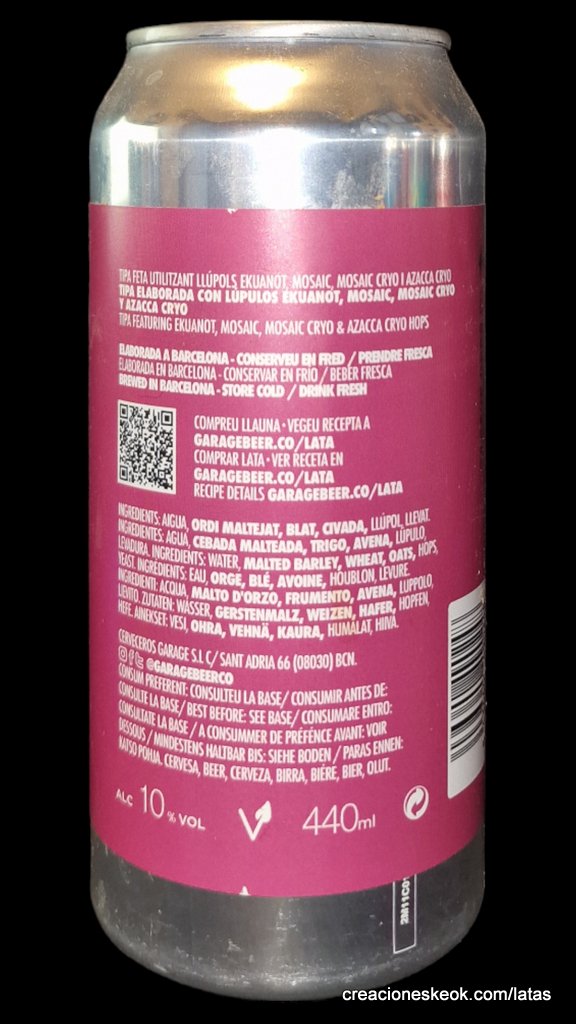 TIPA FETA UTILITZANT LLÚPOLS EKUANOT, MOSAIC, MOSAIC CRYO I AZACCA CRYO
TIPA ELABORADA CON LÚPULOS EKUANOT, MOSAIC, MOSAIC CRYO
Y AZACCA CRYO
TIPA FEATURING EKUANOT, MOSAIC, MOSAIC CRYO & AZACCA CRYO HOPS
ELABORADA A BARCELONA - CONSERVEU EN FRED / PRENDRE FRESCA
ELABORADA EN BARCELONA - CONSERVAR EN FRIO / BEBER FRESCA
BREWED IN BARCELONA - STORE COLD / DRINK FRESH
COMPREU LLAUNA • VEGEU RECEPTA A
GARAGEBEER.CO/LATA
COMPRAR LATA • VER RECETA EN
GARAGEBEER.CO/LATA
RECIPE DETAILS GARAGEBEER.CO/LATA
INGREDIENTS: AIGUA, ORDI MALTEJAT, BLAT, CIVADA, LLÚPOL, LLEVAT.
INGREDIENTES: AGUA, CEBADA MALTEADA, TRIGO, AVENA, LÚPULO,
LEVADURA. INGREDIENTS: WATER, MALTED BARLEY, WHEAT, OATS, HOPS,
YEAST. INGREDIENTS: EAU, ORGE, BLÉ, AVOINE, HOUBLON, LEVURE.
INGREDIENTI: ACQUA, MALTO D'ORZO, FRUMENTO, AVENA, LUPPOLO,
LIEVITO. ZUTATEN: WASSER, GERSTENMALZ, WEIZEN, HAFER, HOPFEN,
HEFE. AINEKSET: VESI, OHRA, VEHNÄ, KAURA, HUMALAT, HIIVA.
CERVECEROS GARAGE S.L C/ SANT ADRIA 66 (08030) BCN.
@GARAGEBEERCO
CONSUM PREFERENT: CONSULTEU LA BASE/ CONSUMIR ANTES DE:
CONSULTE LA BASE/ BEST BEFORE: SEE BASE/ CONSUMARE ENTRO:
CONSULTATE LA BASE / A CONSUMMER DE PRÉFÉNCE AVANT: VOIR
DESSOUS / MINDESTENS HALTBAR BIS: SIEHE BODEN / PARAS ENNEN:
KATSO POHJA. CERVESA, BEER, CERVEZA, BIRRA, BIÈRE, BIER, OLUT.
ALC 10 % VOL 440ml
2M11C01
creacioneskeok.com/latas